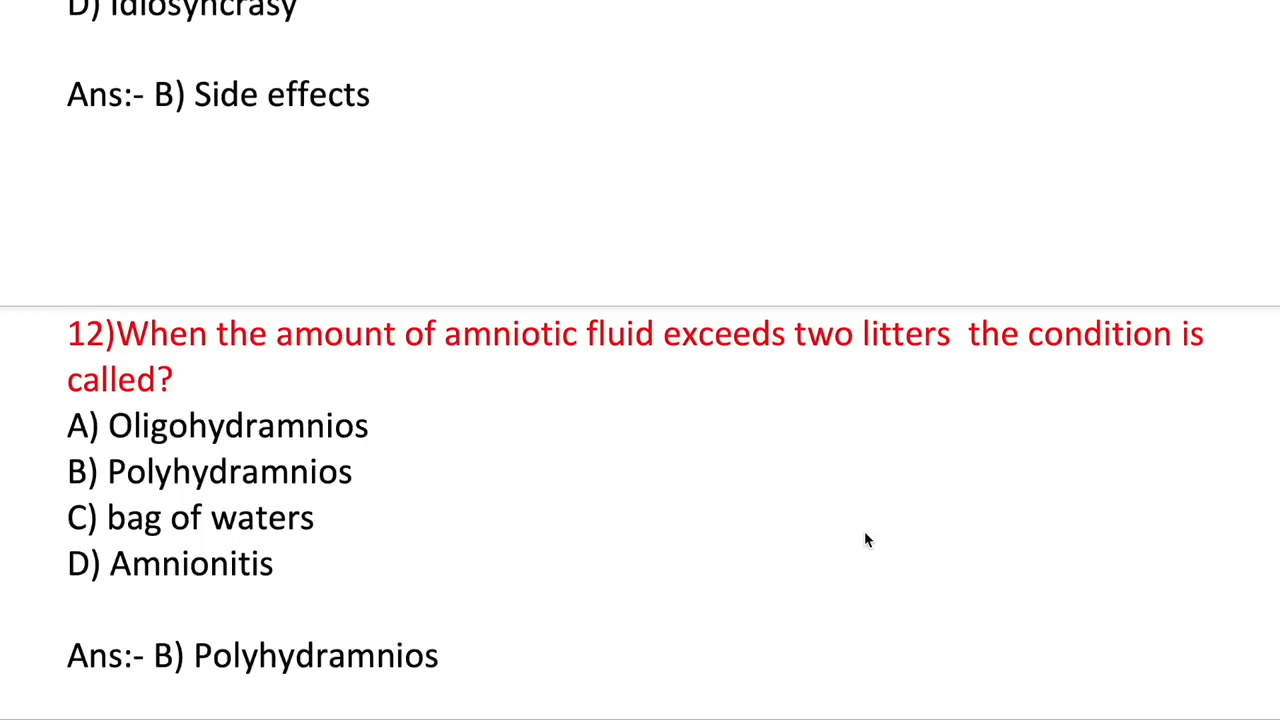 D) Idiosyncrasy
Ans:- B) Side effects
12)When the amount of amniotic fluid exceeds two litters  the condition is
called?
A) Oligohydramnios
B) Polyhydramnios
C) bag of waters
D) Amnionitis
Ans:- B) Polyhydramnios